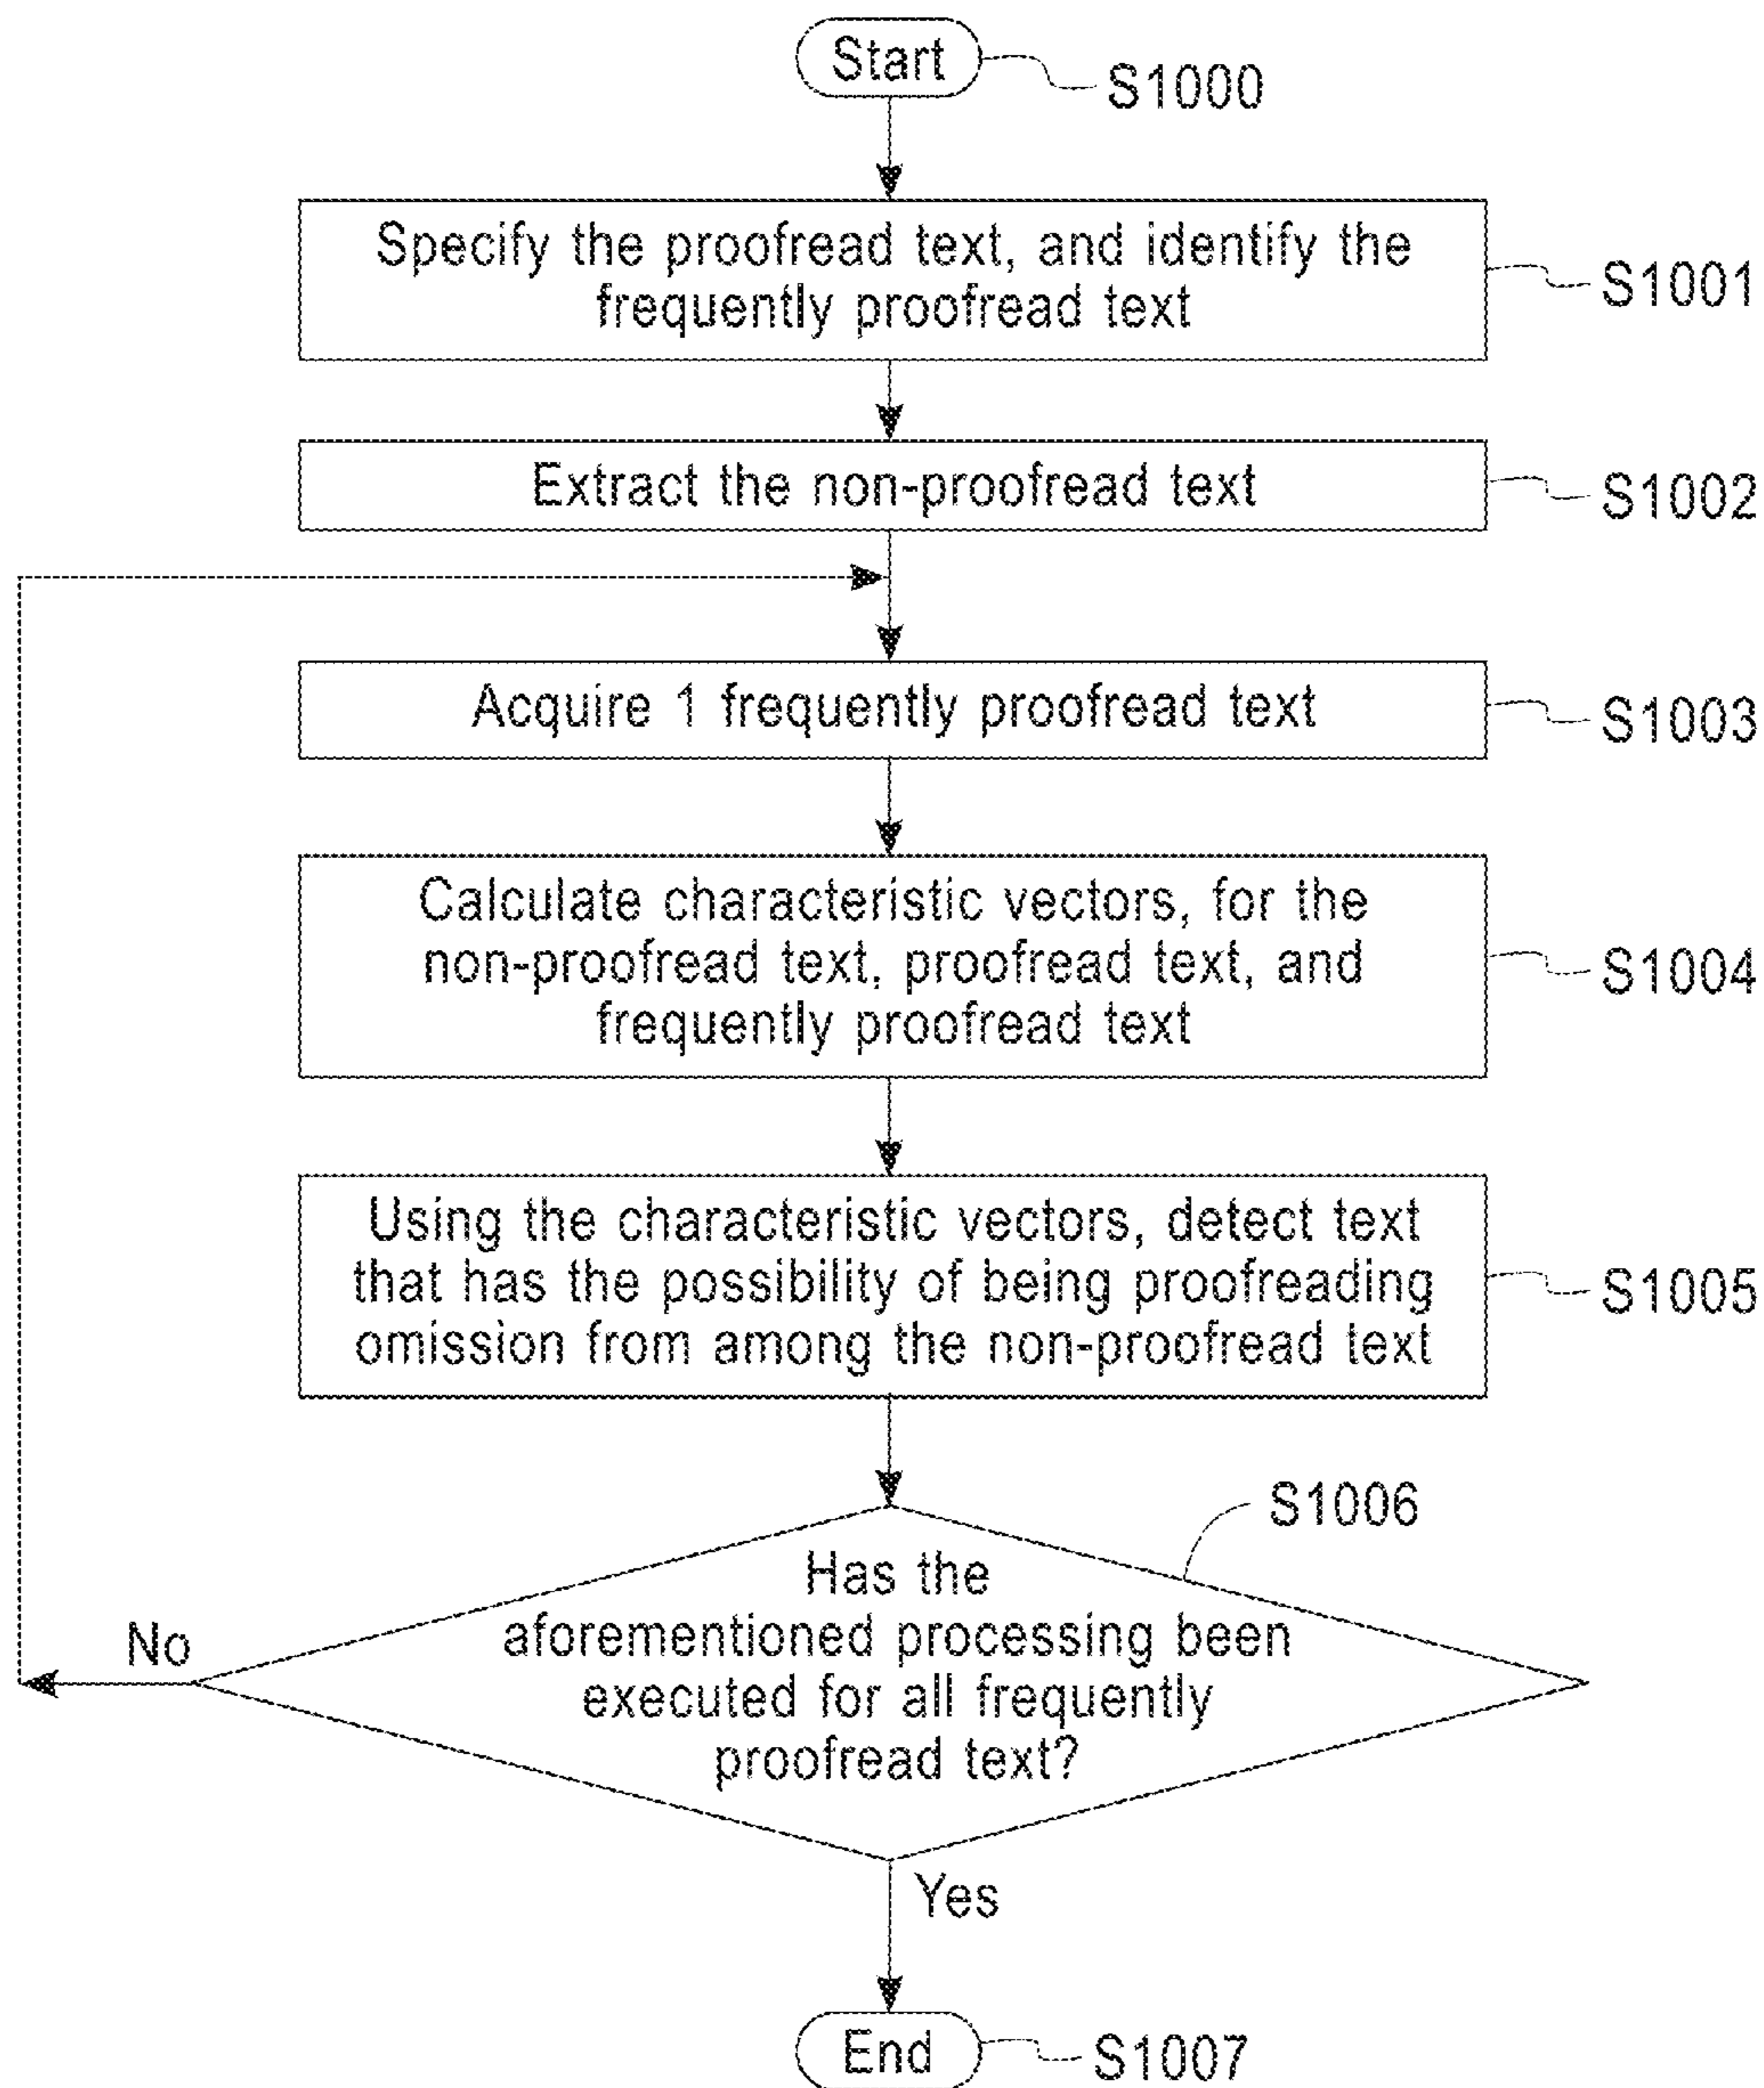 Start
S1000
Specify the proofread text, and identify the
frequently proofread text
S1001
Extract the non-proofread text
S1002
Acquire 1 frequently proofread text
S1003
Calculate characteristic vectors, for the
non-proofread text, proofread text, and
frequently proofread text
S1004
Using the characteristic vectors, detect text
that has the possibility of being proofreading
omission from among the non-proofread text
S1005
S1006
Has the
aforementioned processing been
executed for all frequently
proofread text?
No
Yes
End
S1007